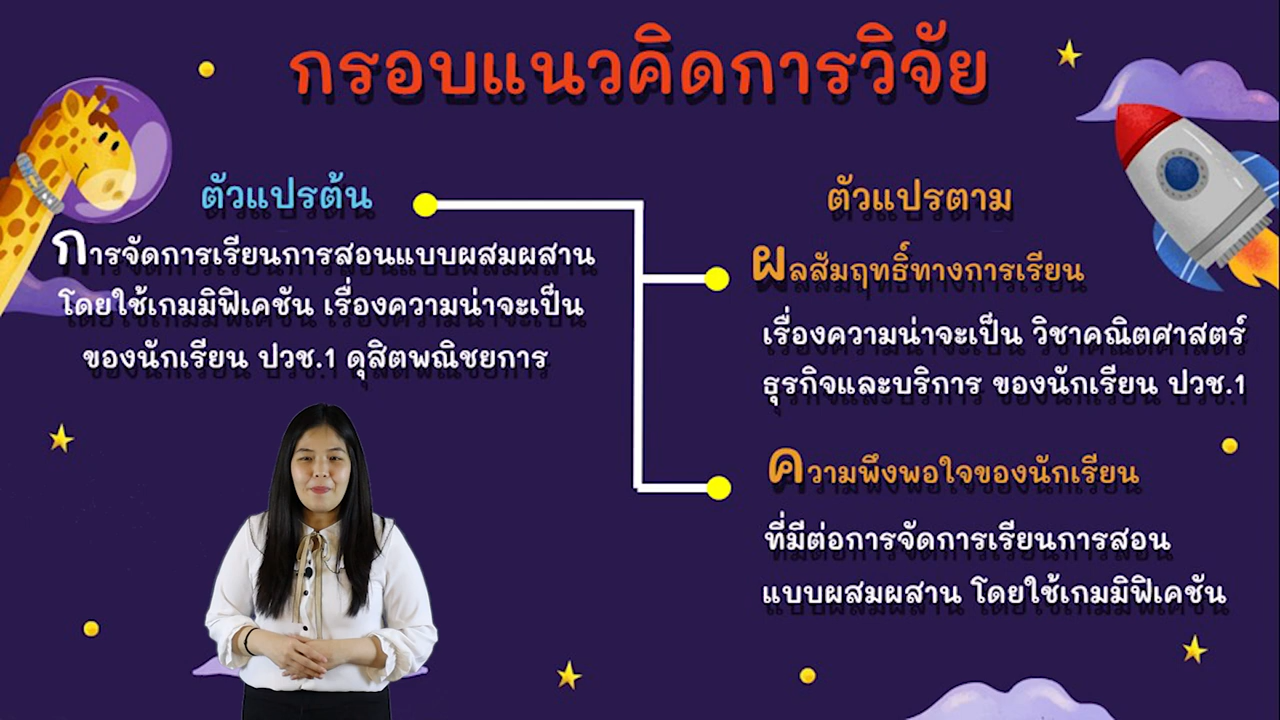 กรอบแนวคิดการวิจัย
ตัวแปรต้น
การจัดการเรียนการสอนแบบผสมผสาน
โดยใช้เกมมิฟิเคชัน เรื่องความน่าจะเป็น
ของนักเรียน ปวช.1 ดุสิตพณิชยการ
ตัวแปรตาม
ผลสัมฤทธิ์ทางการเรียน
เรื่องความน่าจะเป็น วิชาคณิตศาสตร์
ธุรกิจและบริการ ของนักเรียน ปวช.1
ความพึงพอใจของนักเรียน
ที่มีต่อการจัดการเรียนการสอน
แบบผสมผสาน โดยใช้เกมมิฟิเคชัน